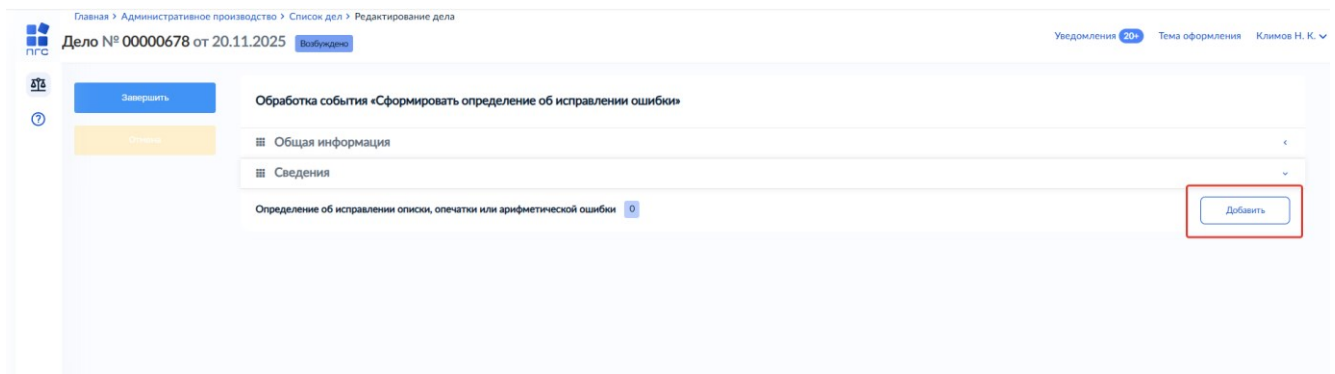 Главная > Административное производство > Список дел > Редактирование дела
ПГС
Дело № 00000678 от 20.11.2025 Возбуждено
Уведомления 20+ Тема оформления Климов Н. К.
Завершить
Отмена
Обработка события «Сформировать определение об исправлении ошибки»
Общая информация
Сведения
Определение об исправлении описки, опечатки или арифметической ошибки 0
Добавить